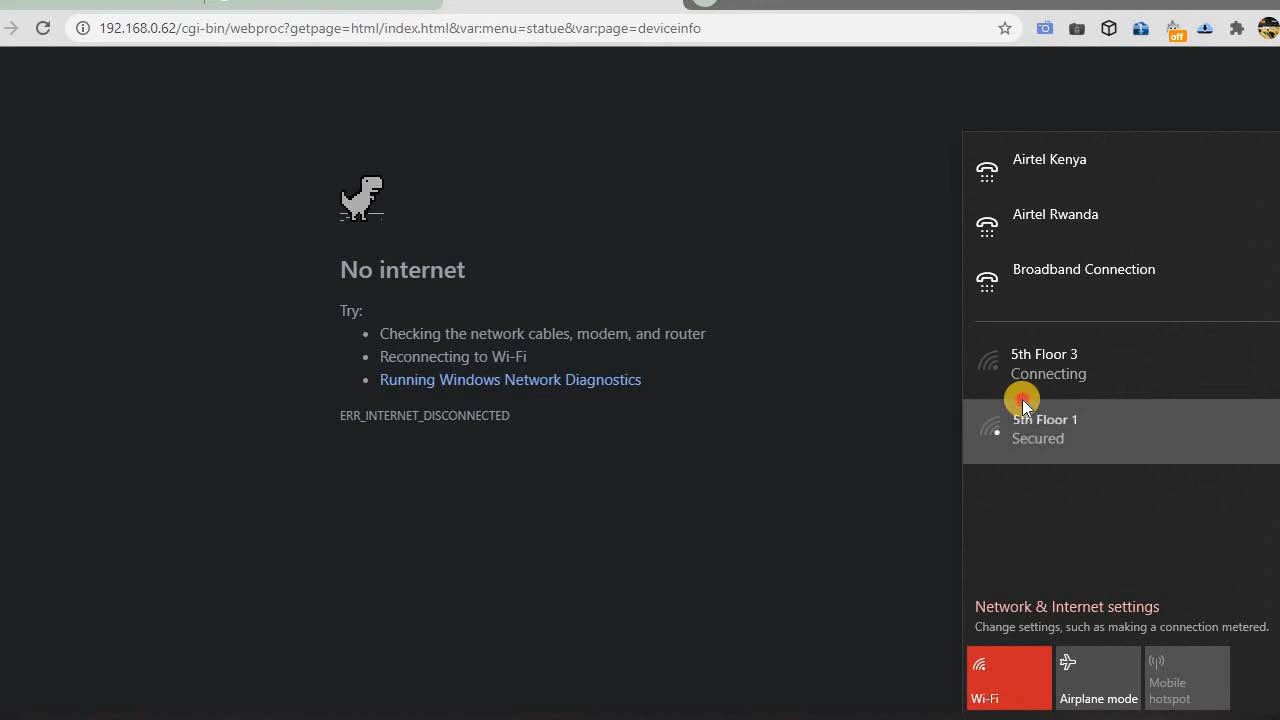 192.168.0.62/cgi-bin/webproc?getpage=html/index.html&var:menu=statue&var:page=deviceinfo
off
No internet
Try:
• Checking the network cables, modem, and router
• Reconnecting to Wi-Fi
• Running Windows Network Diagnostics
ERR_INTERNET_DISCONNECTED
Airtel Kenya
Airtel Rwanda
Broadband Connection
5th Floor 3
Connecting
5th Floor 1
Secured
Network & Internet settings
Change settings, such as making a connection metered.
Wi-Fi
Airplane mode
Mobile
hotspot